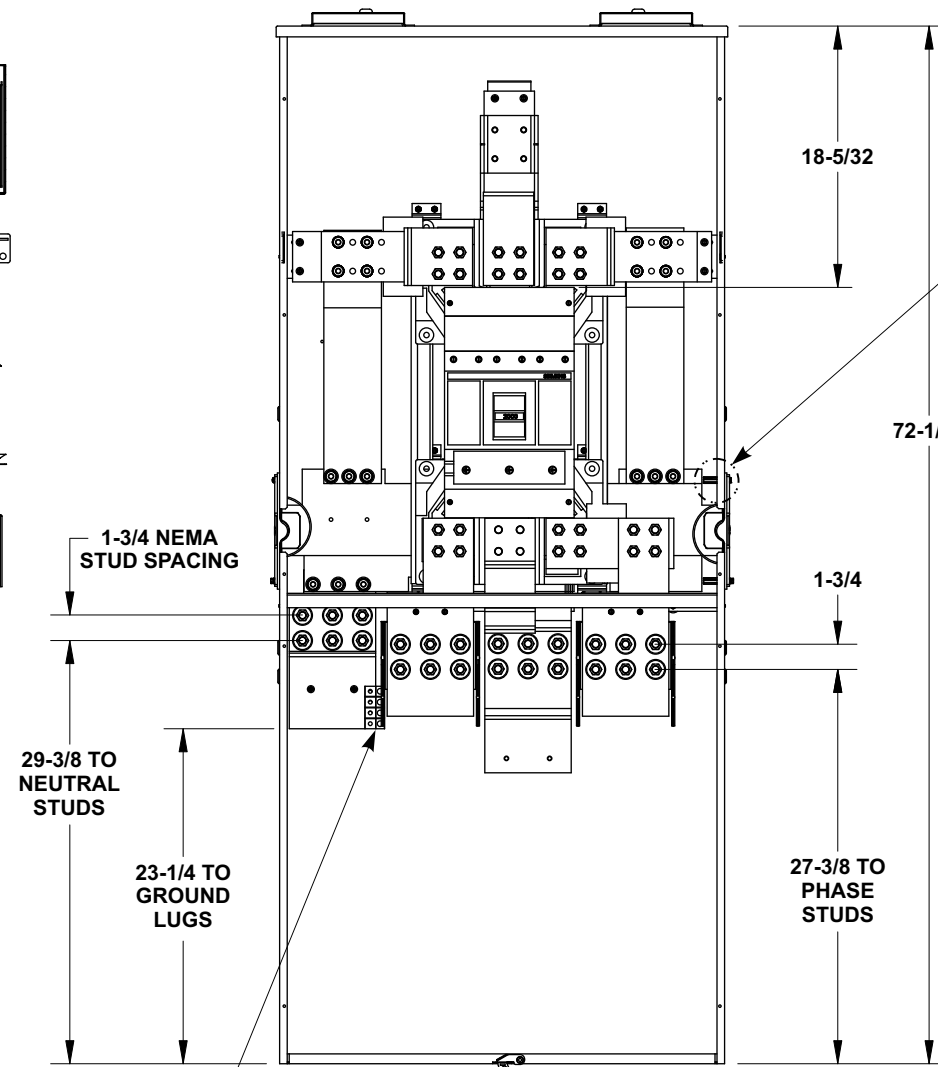 18-5/32
72-1/
1-3/4 NEMA
STUD SPACING
1-3/4
29-3/8 TO
NEUTRAL
STUDS
23-1/4 TO
GROUND
LUGS
27-3/8 TO
PHASE
STUDS